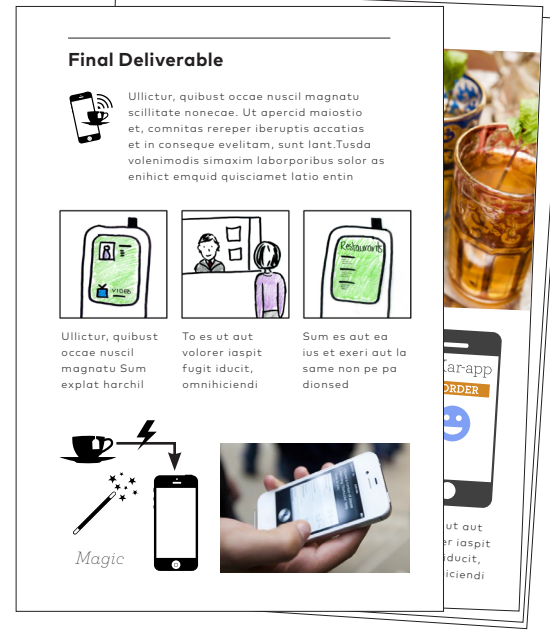 Final Deliverable
Ullictur, quibust occae nuscil magnatu
scillitate nonecae. Ut apercid maiostio
et, comnitas rereper iberuptis accatias
et in conseque evelitam, sunt lant.Tusda
volenimodis simaxim laborporibus solor as
enihict emquid quisciamet latio entin
VIDEO
Restaurants
Ullictur, quibust
occae nuscil
magnatu Sum
explat harchil
To es ut aut
volorer iaspit
fugit iducit,
omnihiciendi
Sum es aut ea
ius et exeri aut la
same non pe pa
dionsed
Magic
ar-app
ORDER
ut aut
er iaspit
iducit,
iciendi